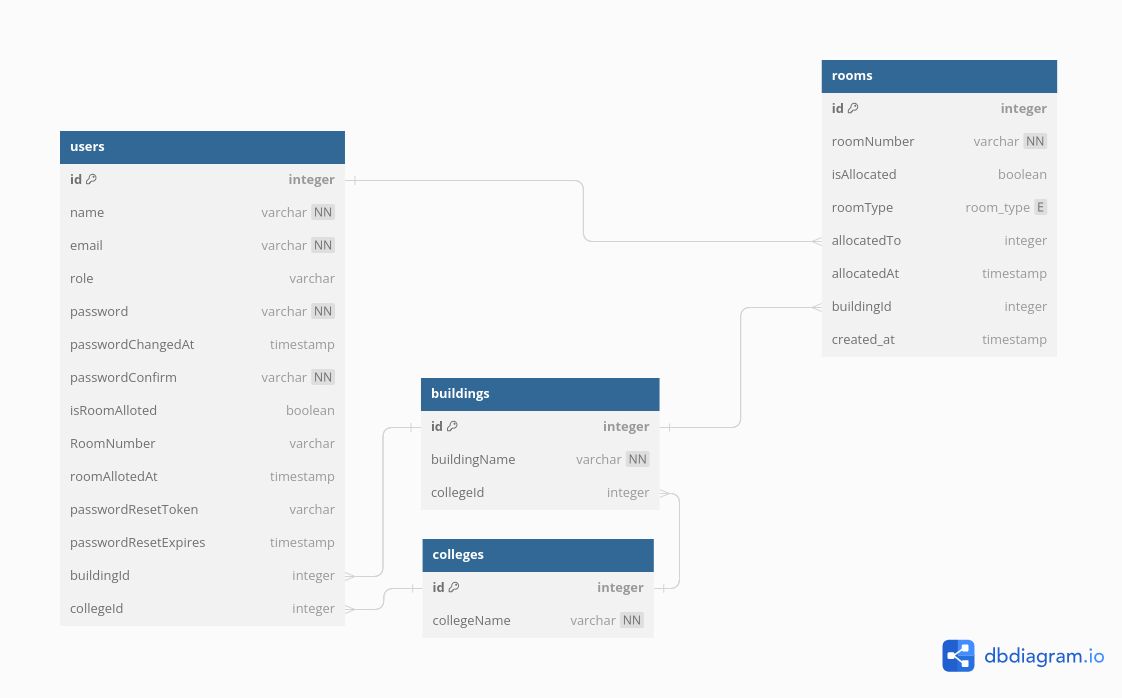 users
id integer
name varchar NN
email varchar NN
role varchar
password varchar NN
passwordChangedAt timestamp
passwordConfirm varchar NN
isRoomAlloted boolean
RoomNumber varchar
roomAllotedAt timestamp
passwordResetToken varchar
passwordResetExpires timestamp
buildingId integer
collegeId integer
buildings
id integer
buildingName varchar NN
collegeId integer
colleges
id integer
collegeName varchar NN
rooms
id integer
roomNumber varchar NN
isAllocated boolean
roomType room_type E
allocatedTo integer
allocatedAt timestamp
buildingId integer
created_at timestamp
dbdiagram.io